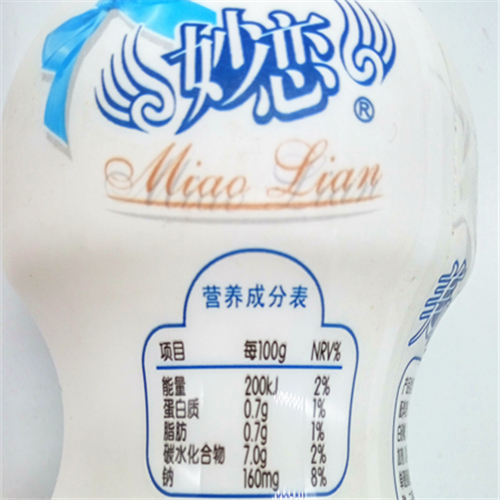 妙恋®
Miao Lian
营养成分表
项目 每100g NRV%
能量 200kJ 2%
蛋白质 0.7g 1%
脂肪 0.7g 1%
碳水化合物 7.0g 2%
钠 160mg 8%